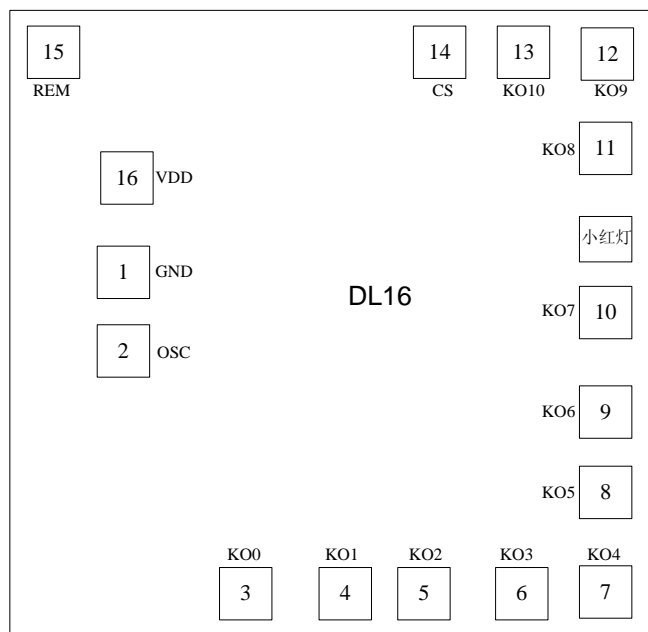 15
14
13
12
REM
CS
KO10
KO9
KO8
11
16
VDD
小红灯
1
GND
DL16
KO7
10
2
OSC
KO6
9
KO5
8
KO0
KO1
KO2
KO3
KO4
3
4
5
6
7